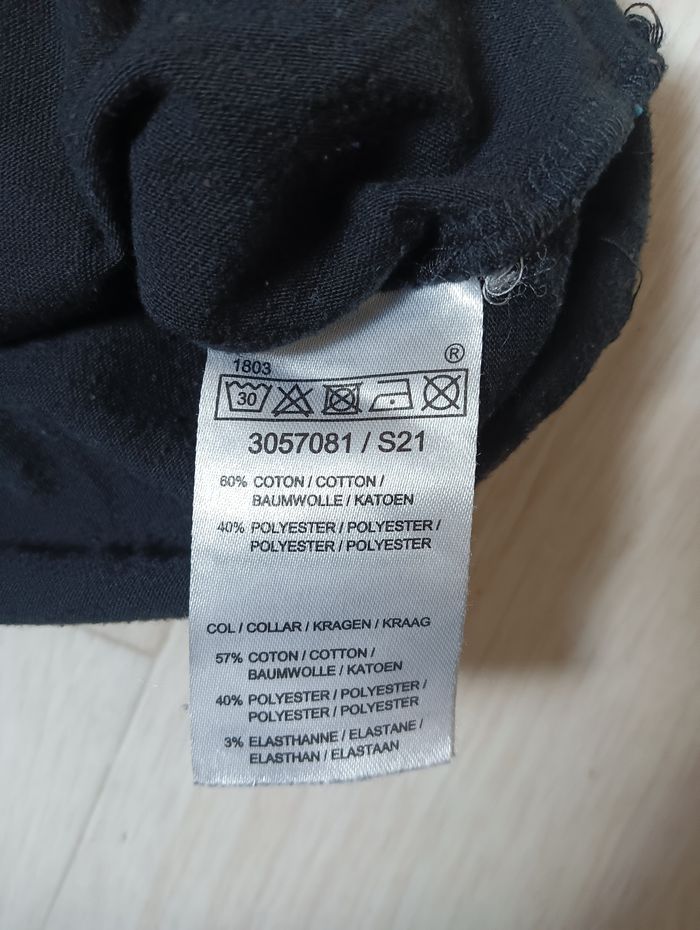 1803
®
30
3057081 / S21
60% COTON / COTTON /
BAUMWOLLE / KATOEN
40% POLYESTER / POLYESTER /
POLYESTER / POLYESTER
COL / COLLAR / KRAGEN / KRAAG
57% COTON / COTTON /
BAUMWOLLE / KATOEN
40% POLYESTER / POLYESTER /
POLYESTER / POLYESTER
3% ELASTHANNE / ELASTANE /
ELASTHAN / ELASTAAN